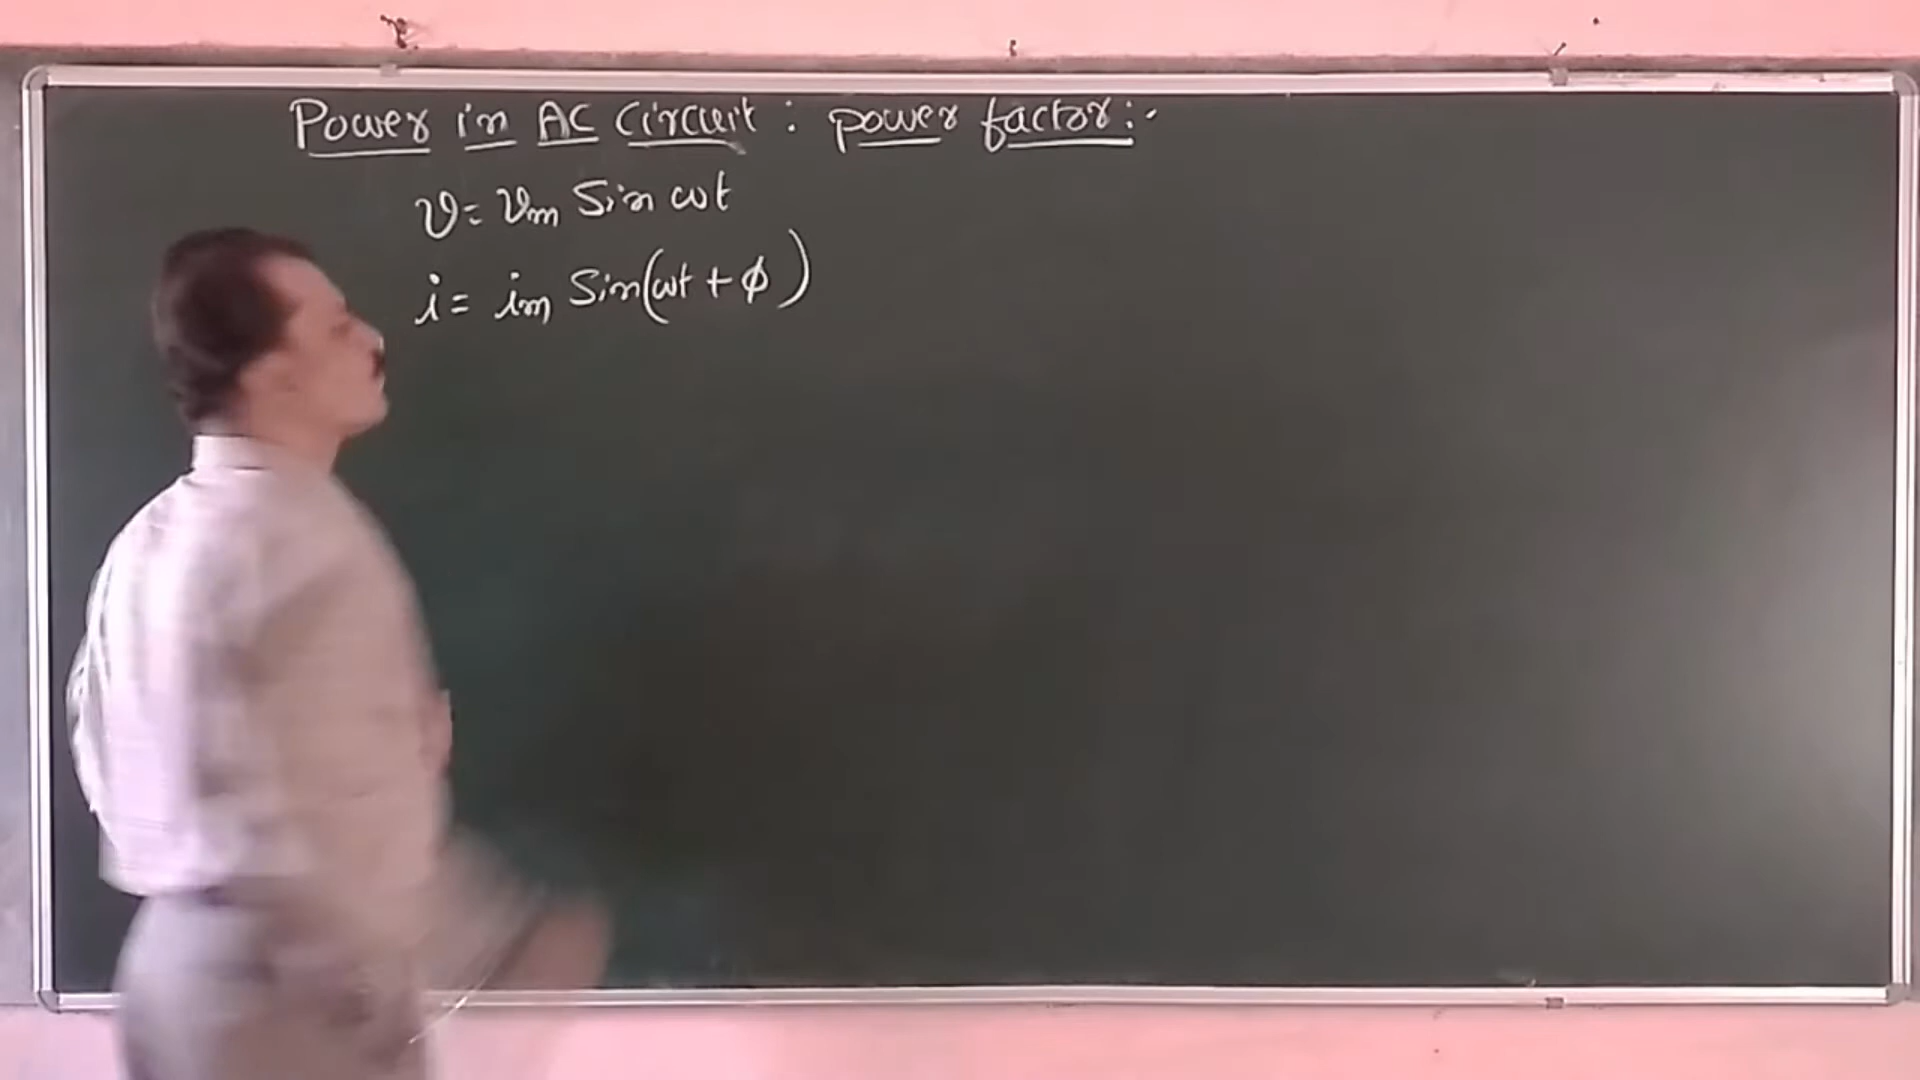 Power in AC Circuit : power factor :-
v = vm Sin ωt
i = im Sin(ωt + ϕ)